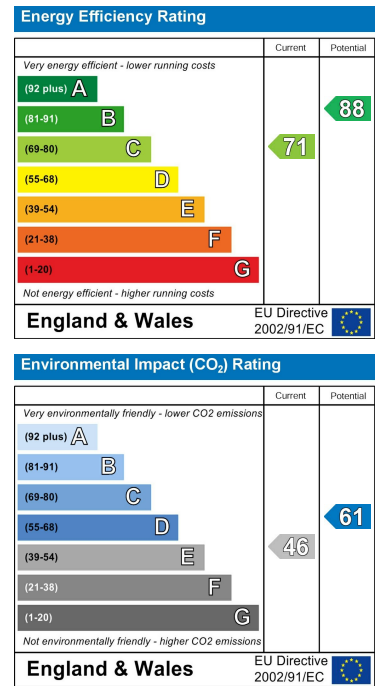 Energy Efficiency Rating
Current Potential
Very energy efficient - lower running costs
(92 plus) A
(81-91) B
88
(69-80) C
71
(55-68) D
(39-54) E
(21-38) F
(1-20) G
Not energy efficient - higher running costs
England & Wales
EU Directive
2002/91/EC
Environmental Impact (CO₂) Rating
Current Potential
Very environmentally friendly - lower CO2 emissions
(92 plus) A
(81-91) B
(69-80) C
(55-68) D
61
(39-54) E
46
(21-38) F
(1-20) G
Not environmentally friendly - higher CO2 emissions
England & Wales
EU Directive
2002/91/EC